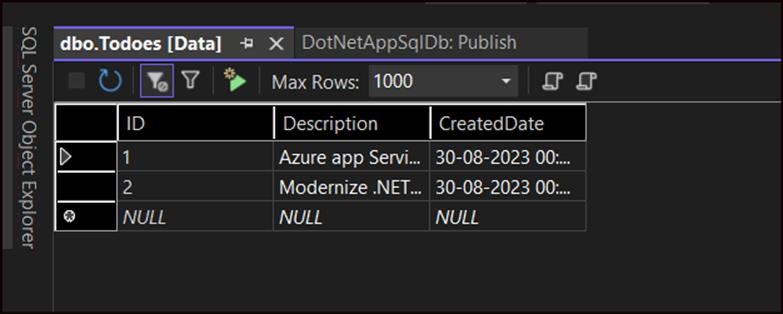 dbo.Todoes [Data]
DotNetAppSqlDb: Publish
SQL Server Object Explorer
Max Rows: 1000
ID Description CreatedDate
1 Azure app Servi... 30-08-2023 00:...
2 Modernize .NET... 30-08-2023 00:...
NULL NULL NULL